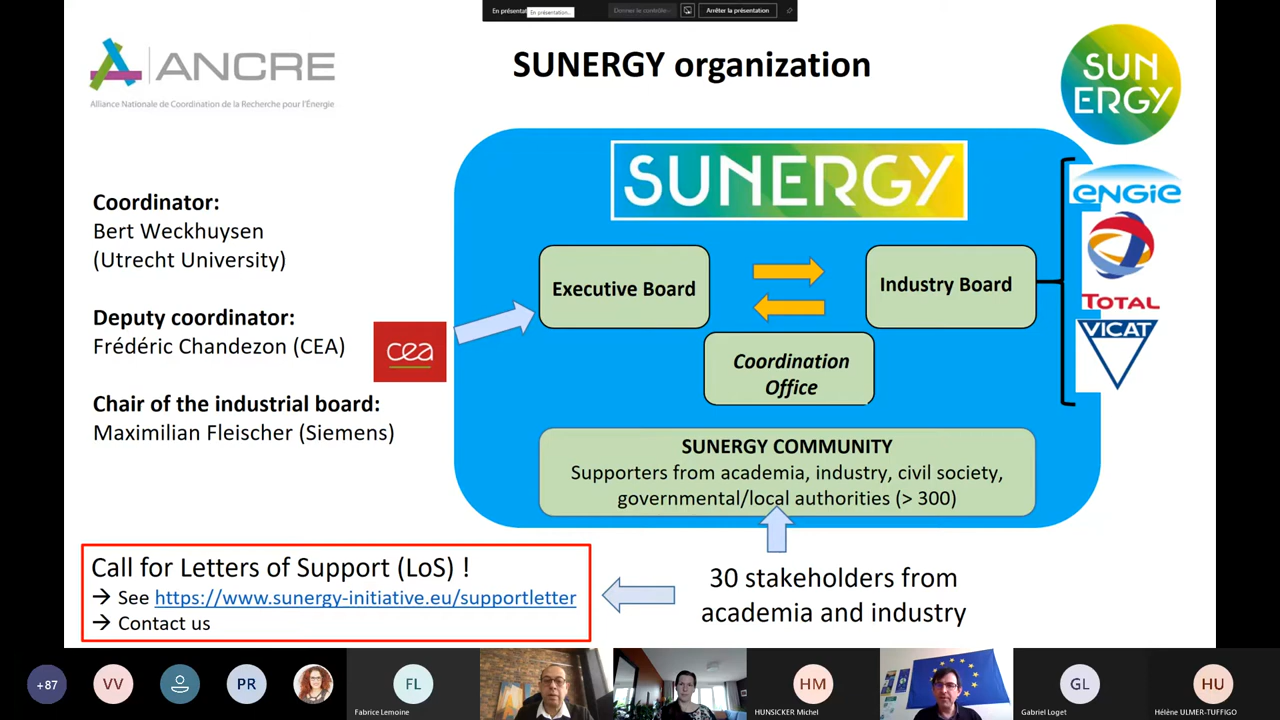 En présentat
En présentation...
Donner le contrôle
Arrêter la présentation
ANCRE
Alliance Nationale de Coordination de la Recherche pour l'Énergie
SUNERGY organization
SUN
ERGY
SUNERGY
Coordinator:
Bert Weckhuysen
(Utrecht University)
Deputy coordinator:
Frédéric Chandezon (CEA)
cea
Chair of the industrial board:
Maximilian Fleischer (Siemens)
Executive Board
Industry Board
Coordination
Office
ENGIE
TOTAL
VICAT
SUNERGY COMMUNITY
Supporters from academia, industry, civil society,
governmental/local authorities (> 300)
Call for Letters of Support (LoS) !
→ See https://www.sunergy-initiative.eu/supportletter
→ Contact us
30 stakeholders from
academia and industry
+87
VV
PR
FL
Fabrice Lemoine
HM
HUNSICKER Michel
GL
Gabriel Loget
HU
Hélène ULMER-TUFFIGO